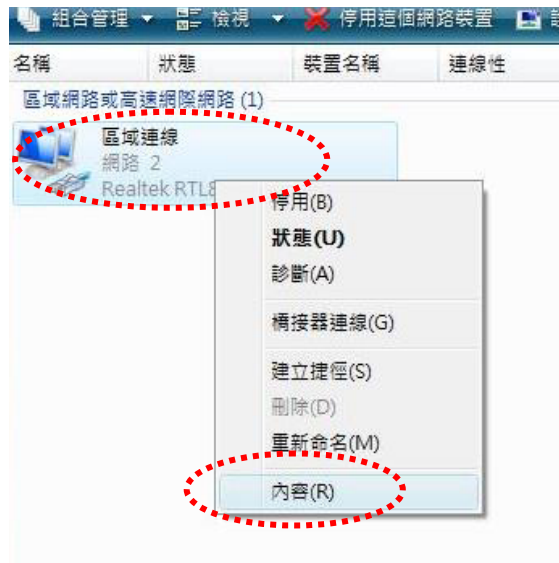 組合管理 檢視 停用這個網路裝置
名稱 狀態 裝置名稱 連線性
區域網路或高速網際網路 (1)
區域連線
網路 2
Realtek
停用(B)
狀態(U)
診斷(A)
橋接器連線(G)
建立捷徑(S)
刪除(D)
重新命名(M)
內容(R)